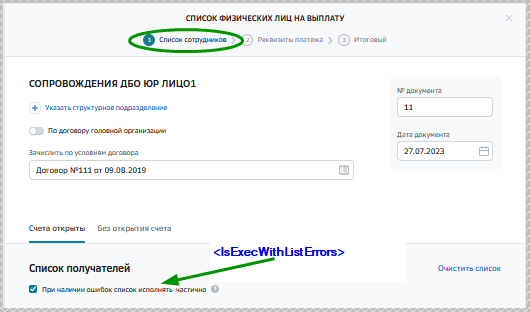 СПИСОК ФИЗИЧЕСКИХ ЛИЦ НА ВЫПЛАТУ
1 Список сотрудников 2 Реквизиты платежа 3 Итоговый
СОПРОВОЖДЕНИЯ ДБО ЮР ЛИЦО1
Указать структурное подразделение
По договору головной организации
Зачислить по условиям договора
Договор №111 от 09.08.2019
№ документа
11
Дата документа
27.07.2023
Счета открыты Без открытия счета
<IsExecWithListErrors>
Список получателей Очистить список
При наличии ошибок список исполнять частично ?